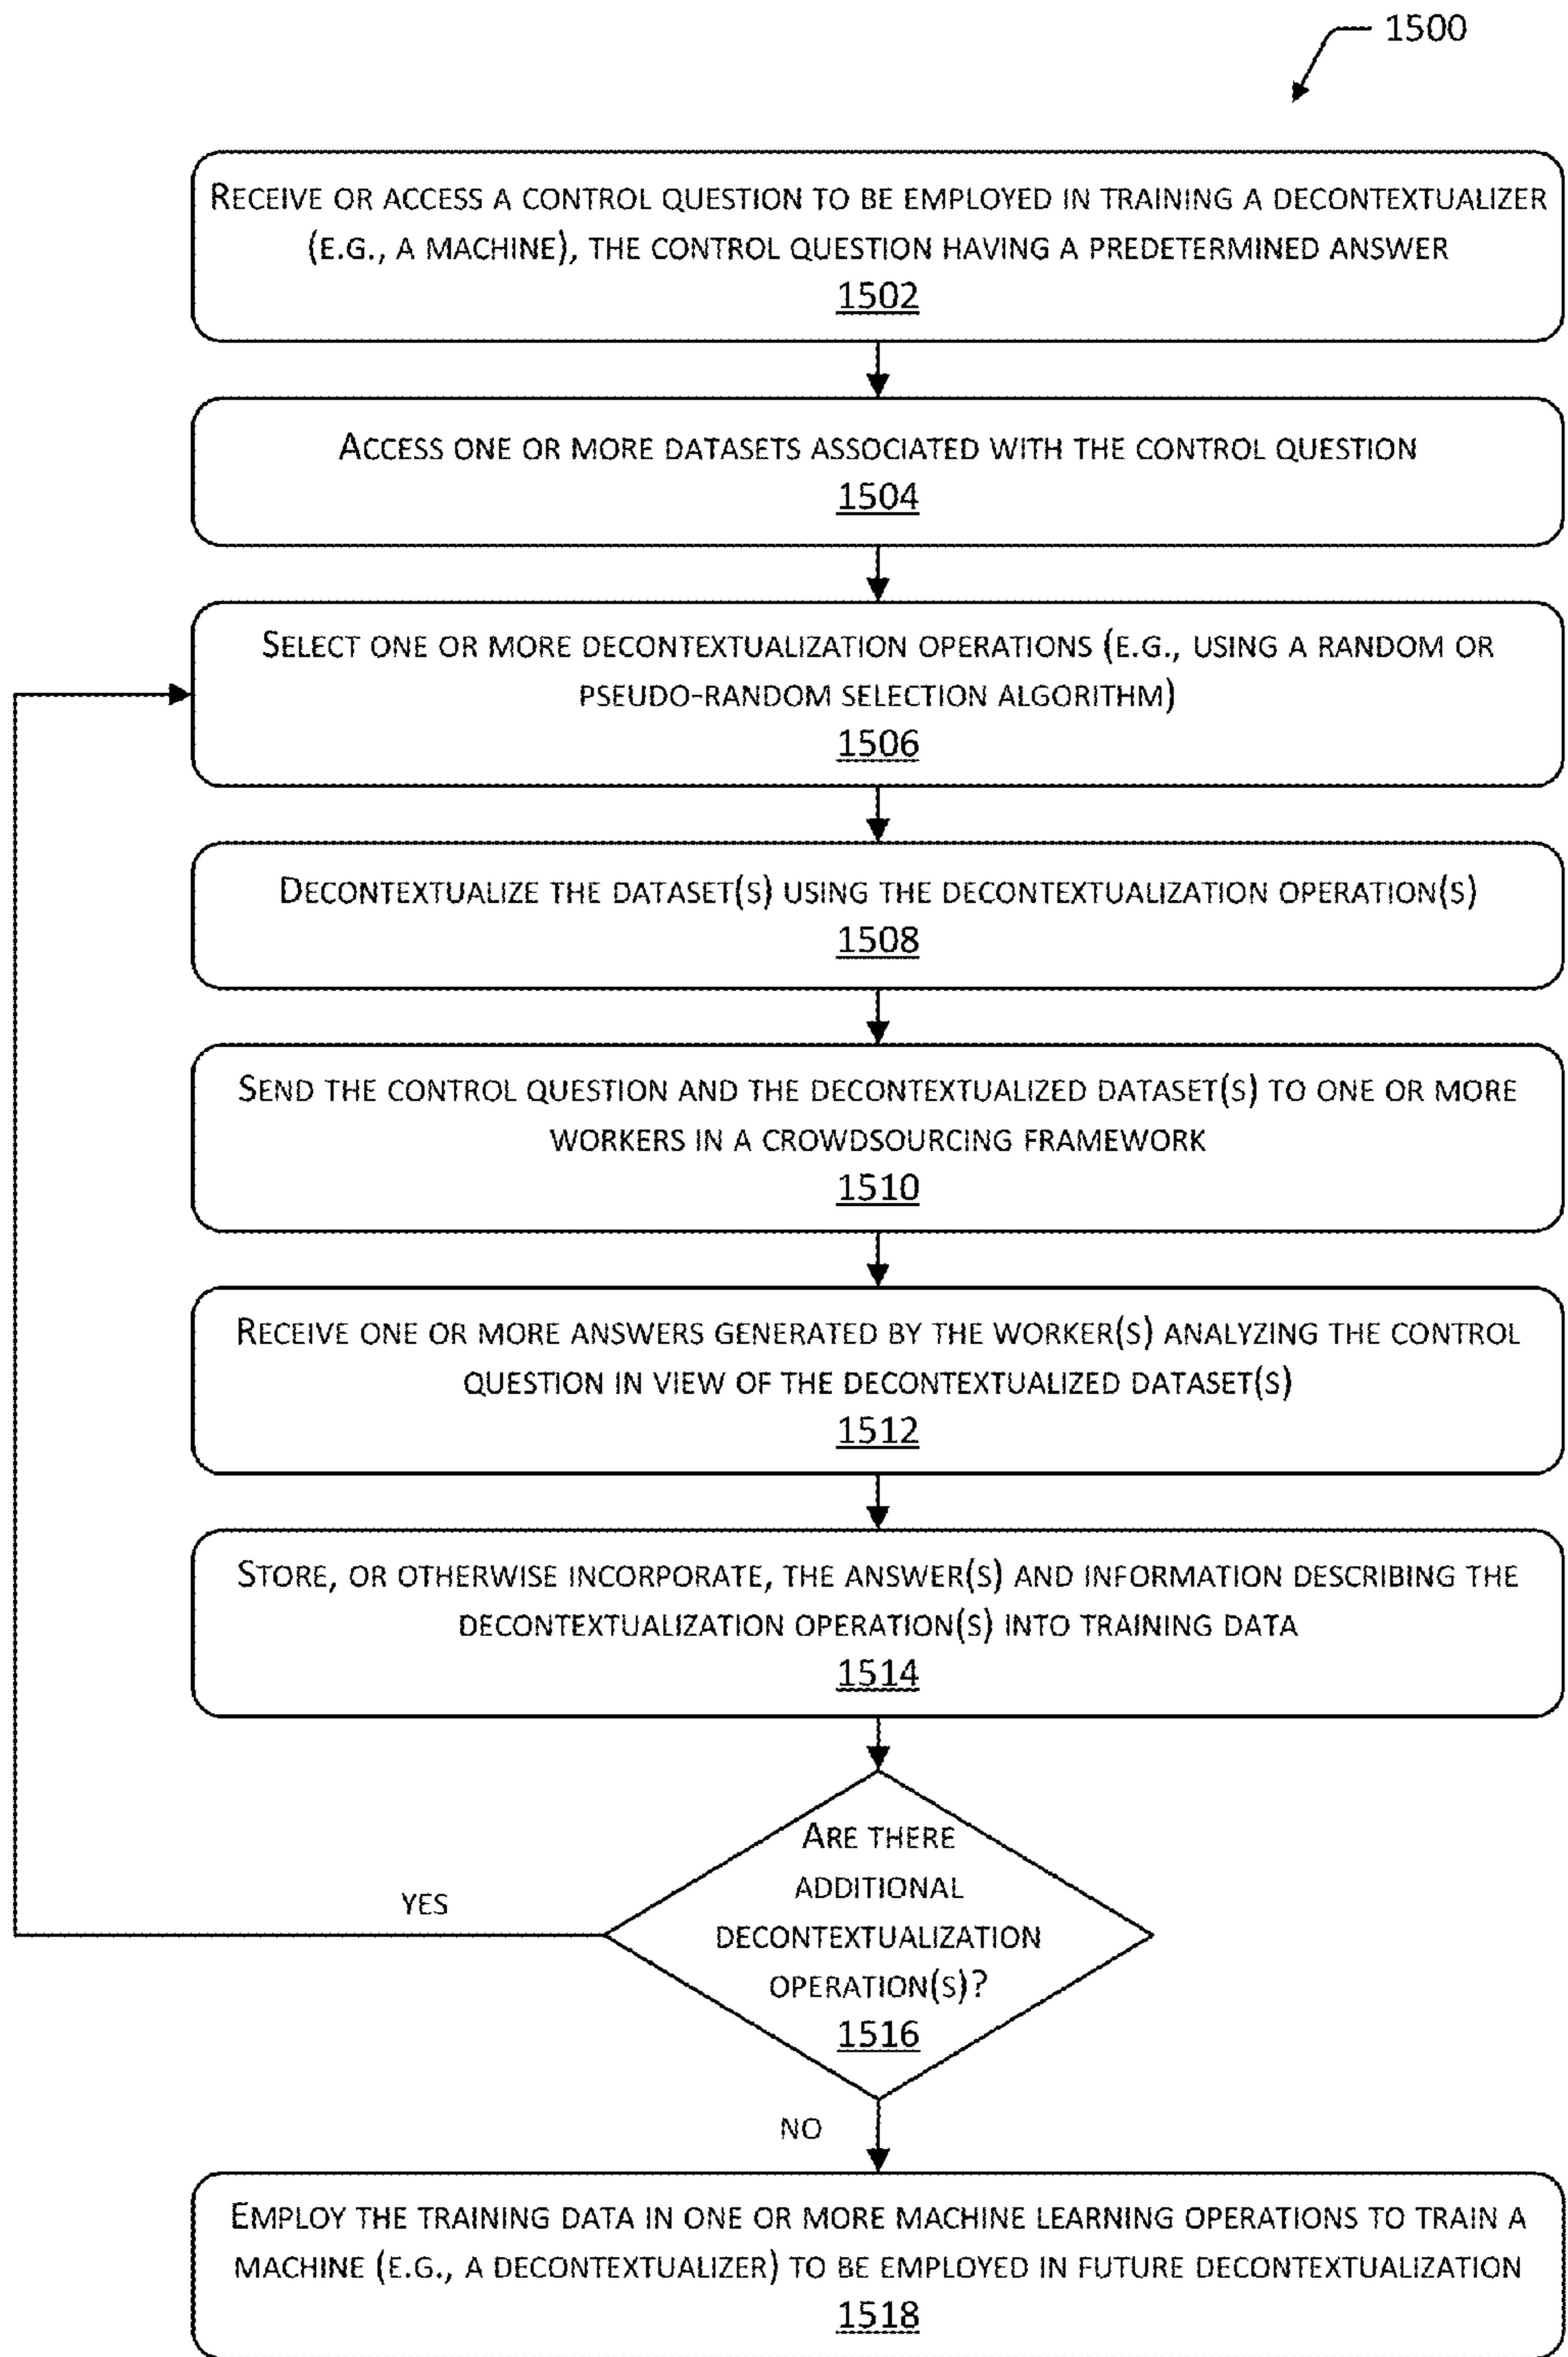 1500
RECEIVE OR ACCESS A CONTROL QUESTION TO BE EMPLOYED IN TRAINING A DECONTEXTUALIZER
(E.G., A MACHINE), THE CONTROL QUESTION HAVING A PREDETERMINED ANSWER
1502
ACCESS ONE OR MORE DATASETS ASSOCIATED WITH THE CONTROL QUESTION
1504
SELECT ONE OR MORE DECONTEXTUALIZATION OPERATIONS (E.G., USING A RANDOM OR
PSEUDO-RANDOM SELECTION ALGORITHM)
1506
DECONTEXTUALIZE THE DATASET(S) USING THE DECONTEXTUALIZATION OPERATION(S)
1508
SEND THE CONTROL QUESTION AND THE DECONTEXTUALIZED DATASET(S) TO ONE OR MORE
WORKERS IN A CROWDSOURCING FRAMEWORK
1510
RECEIVE ONE OR MORE ANSWERS GENERATED BY THE WORKER(S) ANALYZING THE CONTROL
QUESTION IN VIEW OF THE DECONTEXTUALIZED DATASET(S)
1512
STORE, OR OTHERWISE INCORPORATE, THE ANSWER(S) AND INFORMATION DESCRIBING THE
DECONTEXTUALIZATION OPERATION(S) INTO TRAINING DATA
1514
ARE THERE
ADDITIONAL
DECONTEXTUALIZATION
OPERATION(S)?
1516
YES
NO
EMPLOY THE TRAINING DATA IN ONE OR MORE MACHINE LEARNING OPERATIONS TO TRAIN A
MACHINE (E.G., A DECONTEXTUALIZER) TO BE EMPLOYED IN FUTURE DECONTEXTUALIZATION
1518